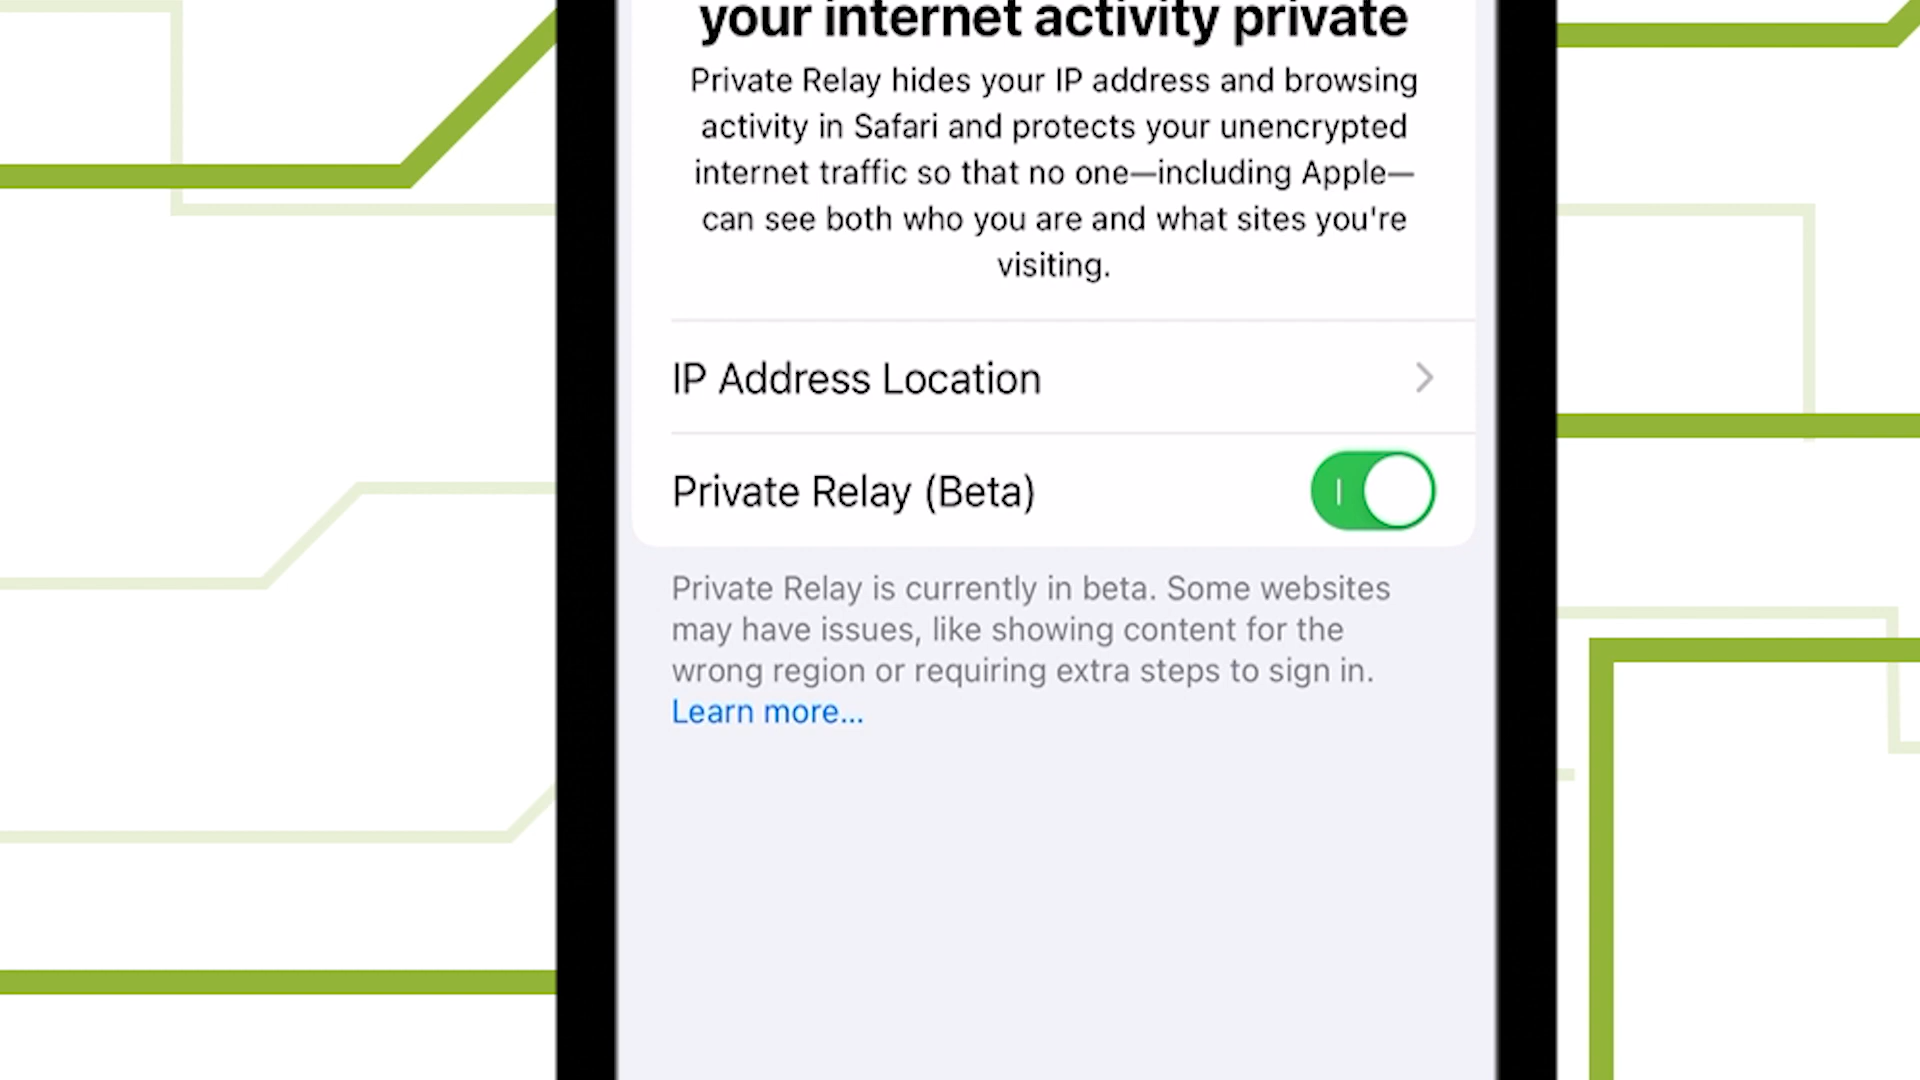 your internet activity private
Private Relay hides your IP address and browsing
activity in Safari and protects your unencrypted
internet traffic so that no one—including Apple—
can see both who you are and what sites you're
visiting.
IP Address Location
Private Relay (Beta)
Private Relay is currently in beta. Some websites
may have issues, like showing content for the
wrong region or requiring extra steps to sign in.
Learn more...